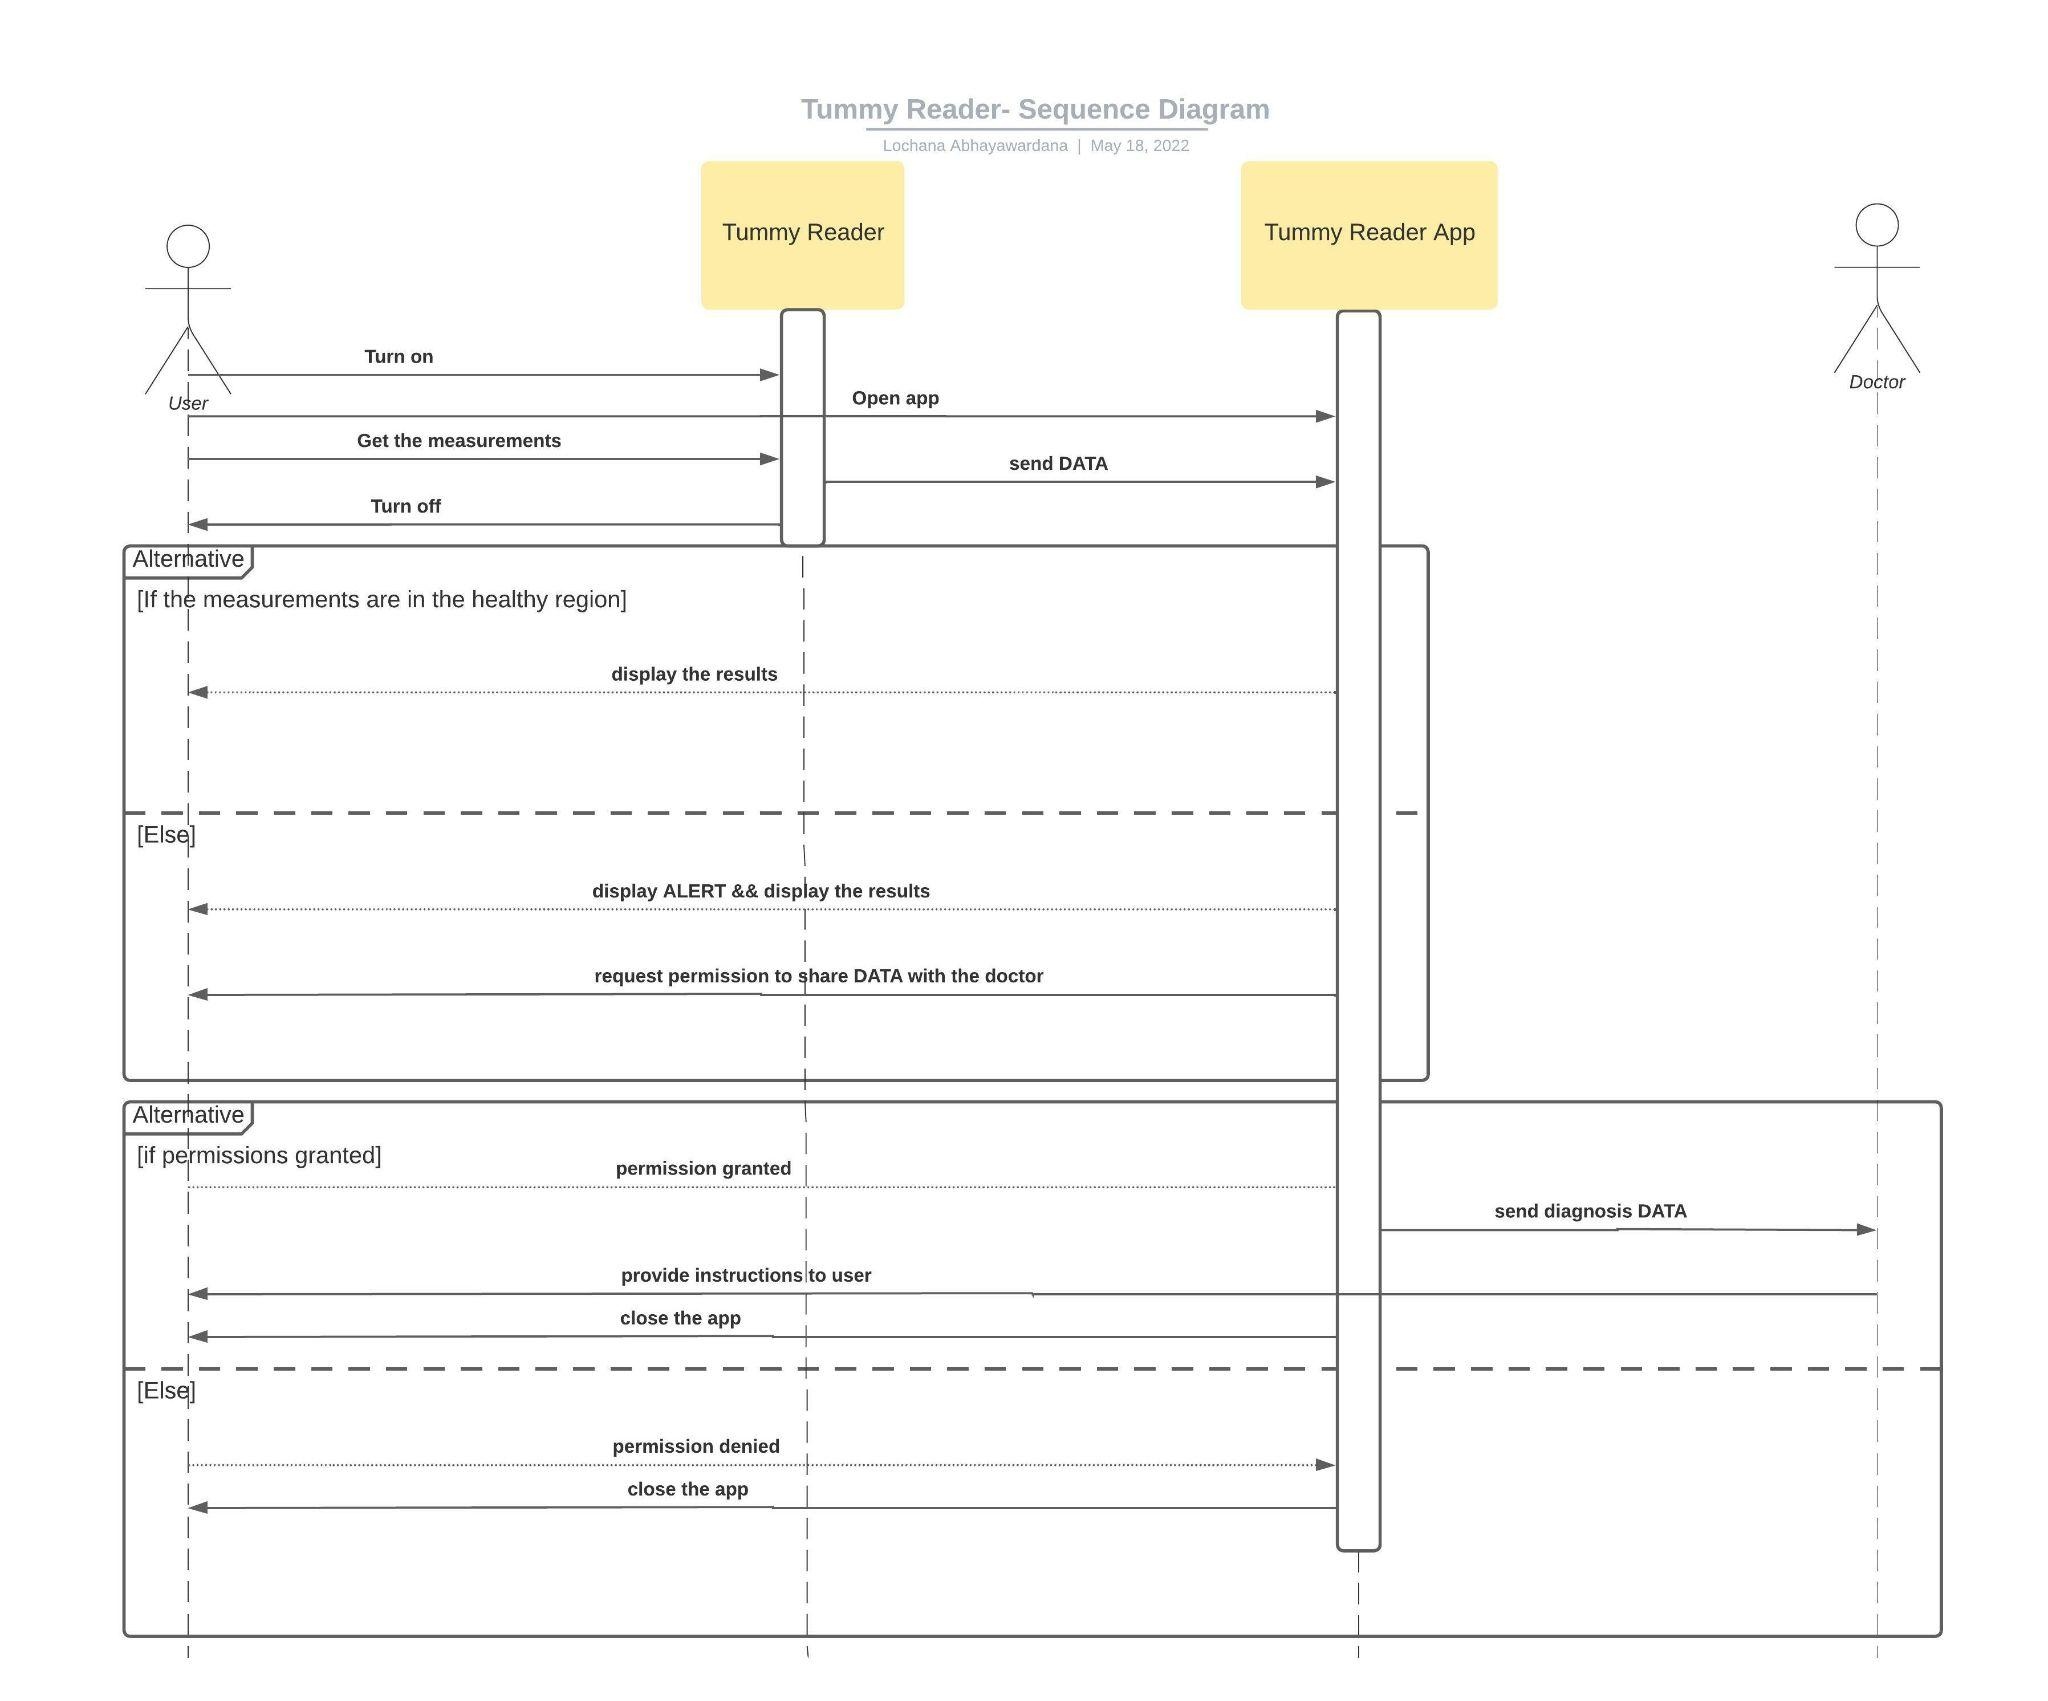 Tummy Reader- Sequence Diagram
Lochana Abhayawardana | May 18, 2022
Tummy Reader
Tummy Reader App
User
Doctor
Turn on
Open app
Get the measurements
send DATA
Turn off
Alternative
[If the measurements are in the healthy region]
display the results
[Else]
display ALERT && display the results
request permission to share DATA with the doctor
Alternative
[if permissions granted]
permission granted
send diagnosis DATA
provide instructions to user
close the app
[Else]
permission denied
close the app